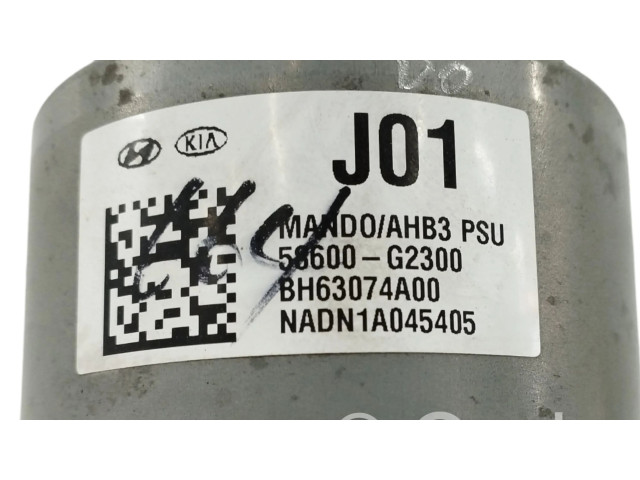 KIA
J01
MANDO/AHB3 PSU
58600-G2300
BH63074A00
NADN1A045405